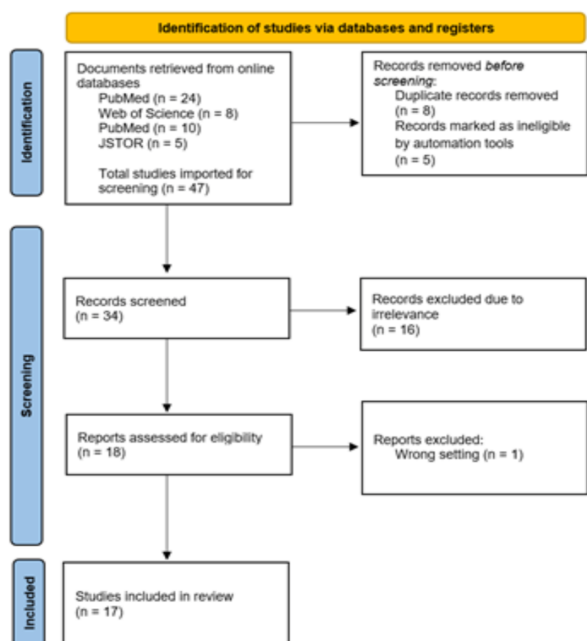 Identification of studies via databases and registers
Identification
Documents retrieved from online
databases
PubMed (n = 24)
Web of Science (n = 8)
PubMed (n = 10)
JSTOR (n = 5)
Total studies imported for
screening (n = 47)
Records removed before
screening:
Duplicate records removed
(n = 8)
Records marked as ineligible
by automation tools
(n = 5)
Screening
Records screened
(n = 34)
Records excluded due to
irrelevance
(n = 16)
Reports assessed for eligibility
(n = 18)
Reports excluded:
Wrong setting (n = 1)
Included
Studies included in review
(n = 17)